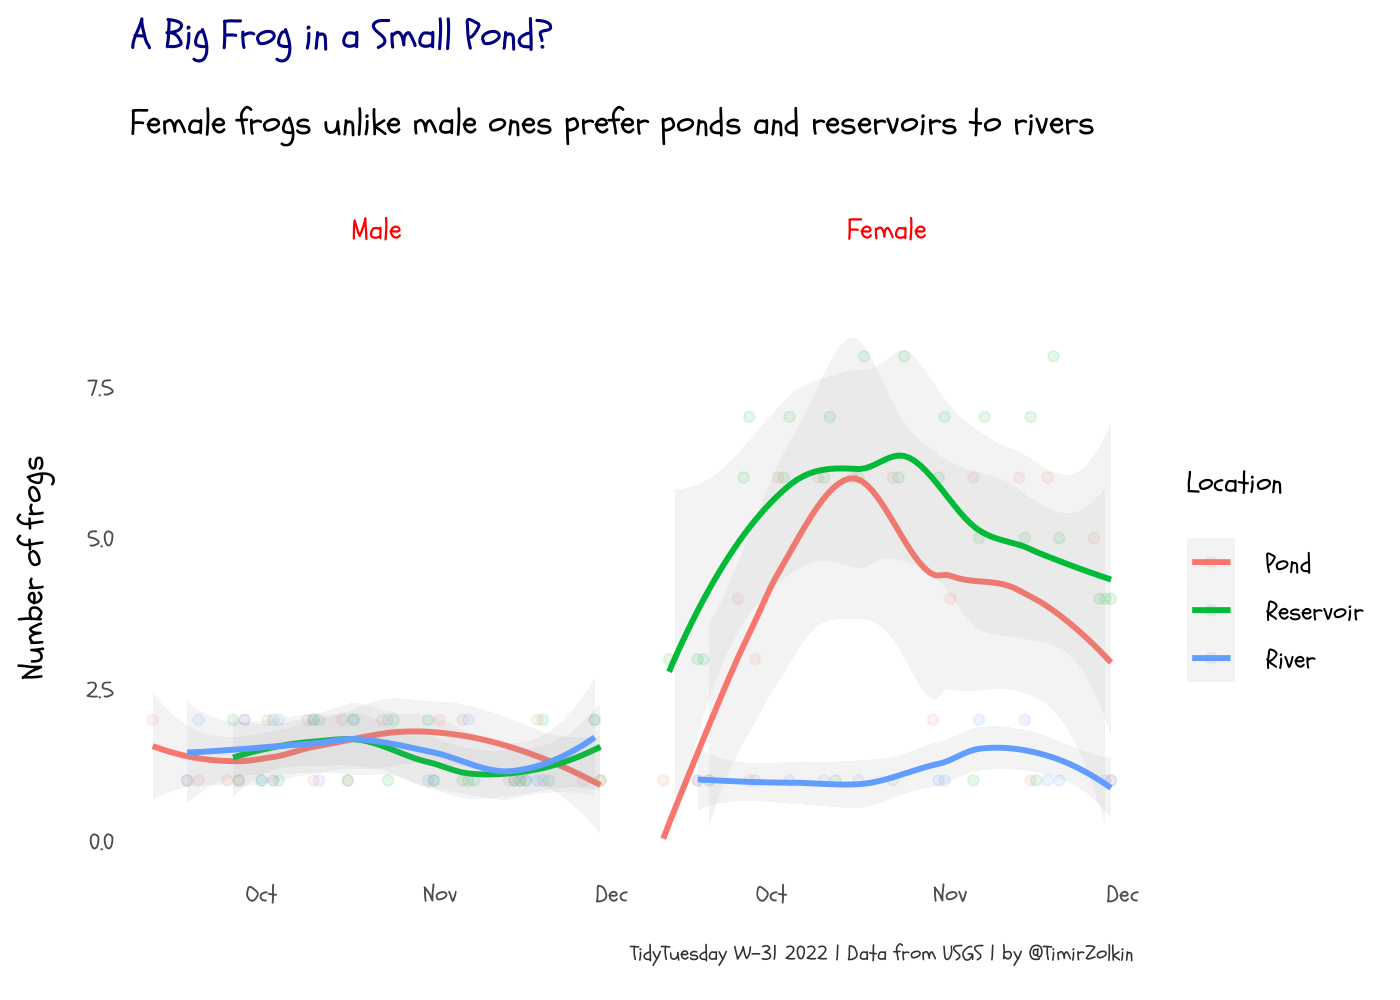 A Big Frog in a Small Pond?
Female frogs unlike male ones prefer ponds and reservoirs to rivers
Male
Female
7.5
5.0
2.5
0.0
Number of frogs
Oct
Nov
Dec
Oct
Nov
Dec
Location
Pond
Reservoir
River
TidyTuesday W-31 2022 | Data from USGS | by @TimirZolkin